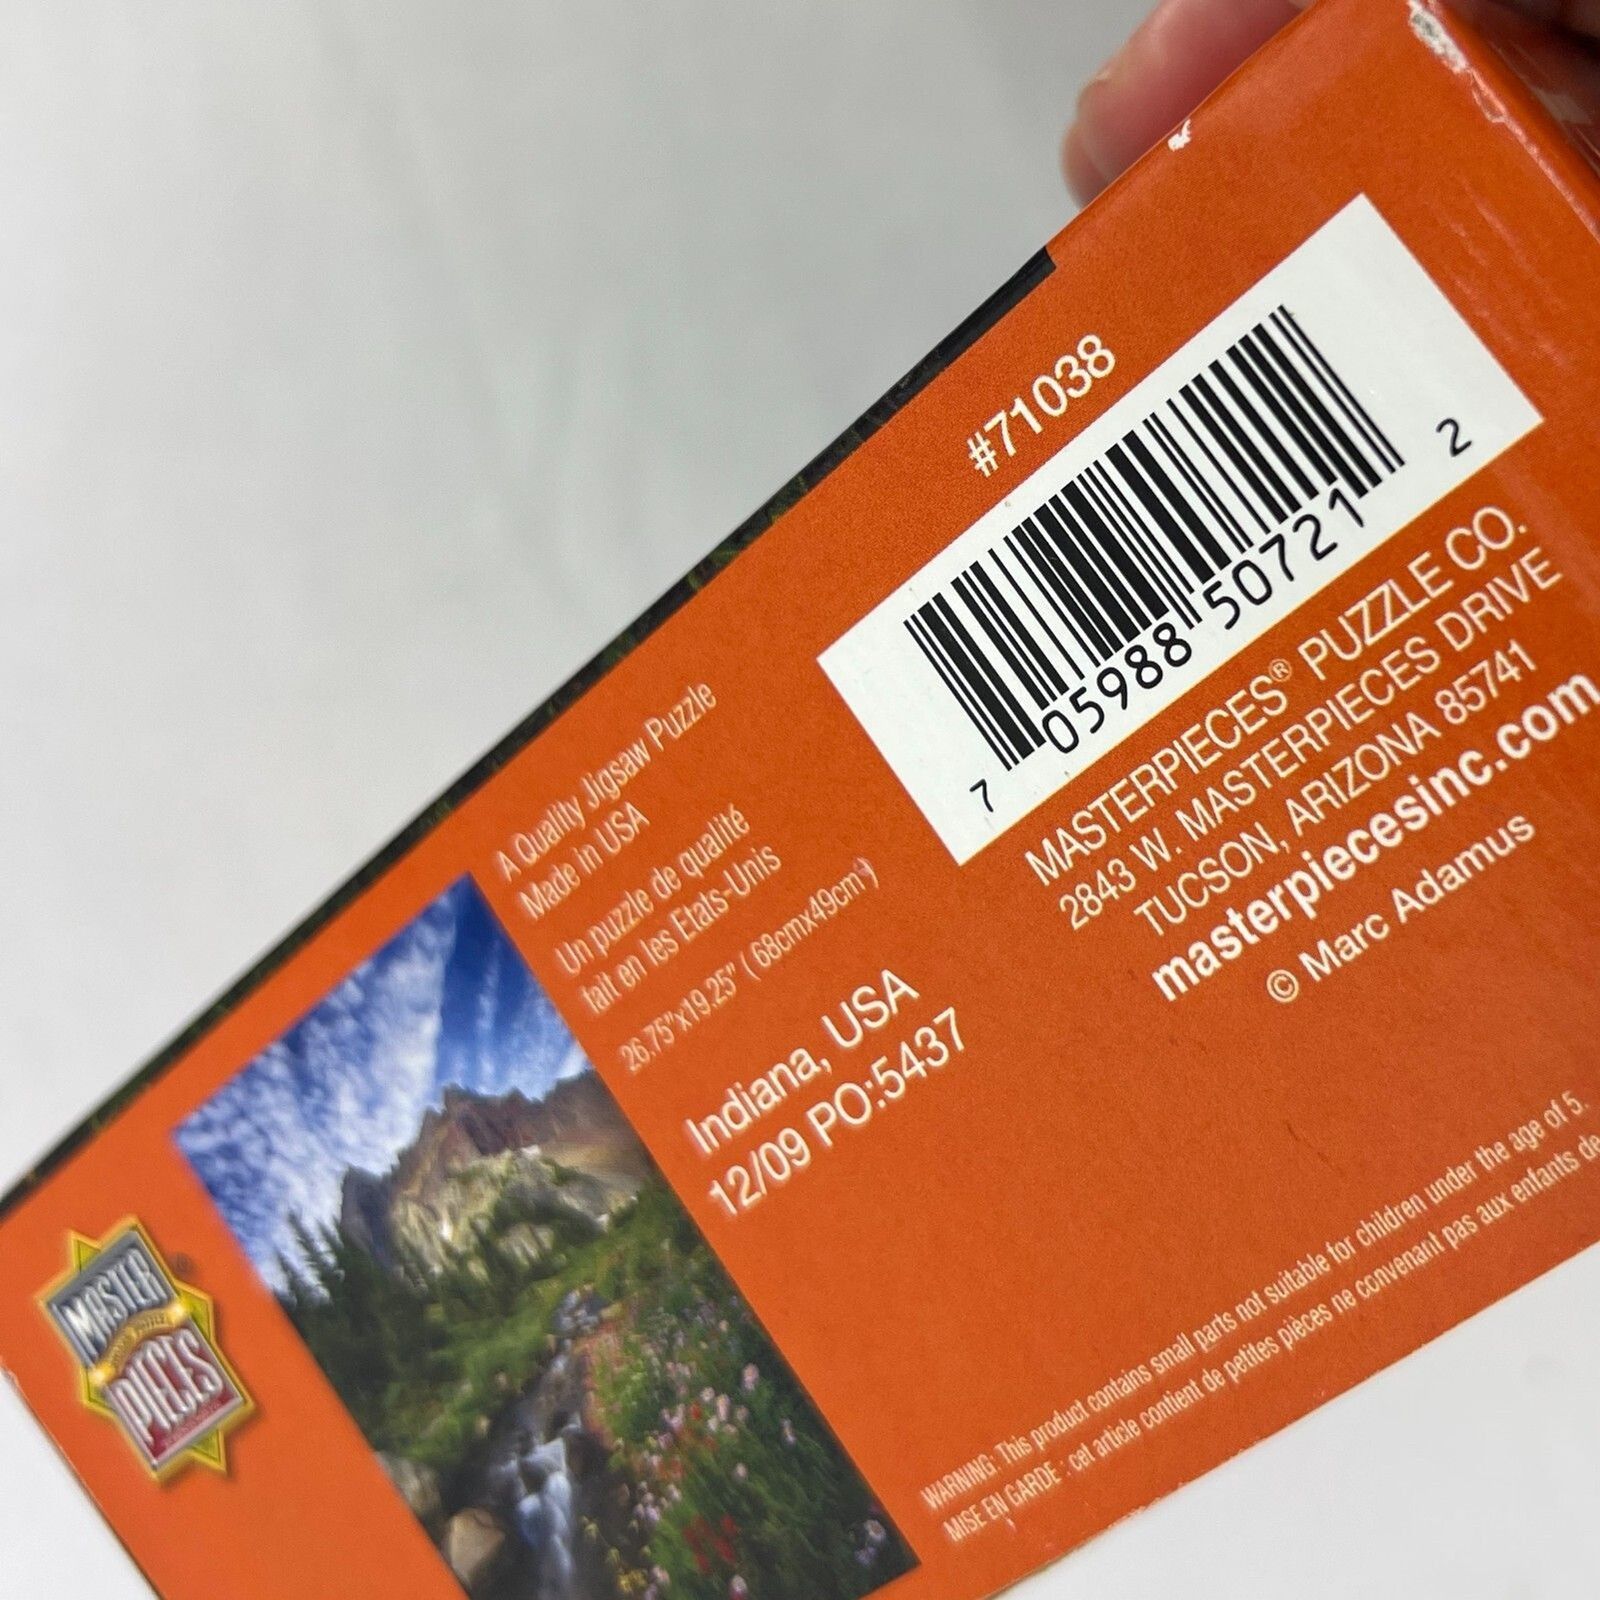 #71038
7 05988 50721 2
MASTERPIECES® PUZZLE CO.
2843 W. MASTERPIECES DRIVE
TUCSON, ARIZONA 85741
masterpiecesinc.com
© Marc Adamus
A Quality Jigsaw Puzzle
Made in USA
Un puzzle de qualité
fait en les Etats-Unis
26.75"x19.25" ( 68cmx49cm )
Indiana, USA
12/09 PO:5437
MASTER
PIECES
®
WARNING: This product contains small parts not suitable for children under the age of 5.
MISE EN GARDE : cet article contient de petites pièces ne convenant pas aux enfants de